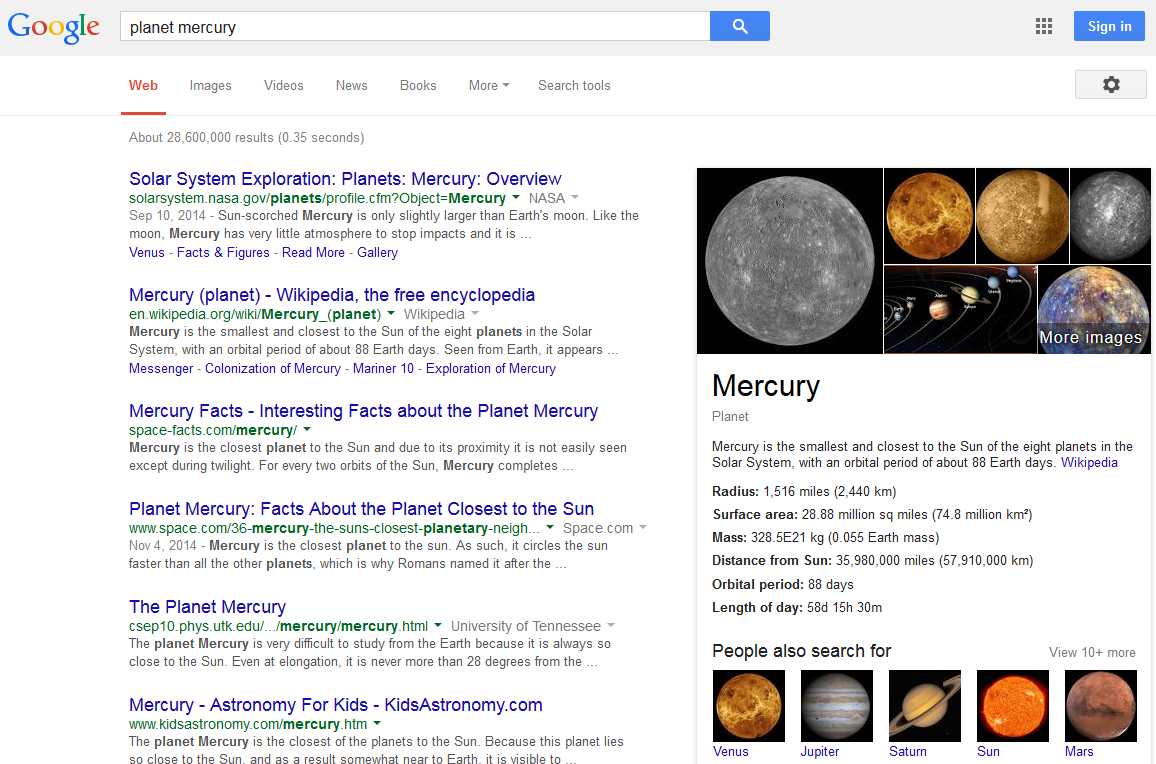 Google
planet mercury
Sign in
Web Images Videos News Books More Search tools
About 28,600,000 results (0.35 seconds)
Solar System Exploration: Planets: Mercury: Overview
solarsystem.nasa.gov/planets/profile.cfm?Object=Mercury NASA
Sep 10, 2014 - Sun-scorched Mercury is only slightly larger than Earth's moon. Like the
moon, Mercury has very little atmosphere to stop impacts and it is ...
Venus - Facts & Figures - Read More - Gallery
Mercury (planet) - Wikipedia, the free encyclopedia
en.wikipedia.org/wiki/Mercury_(planet) Wikipedia
Mercury is the smallest and closest to the Sun of the eight planets in the Solar
System, with an orbital period of about 88 Earth days. Seen from Earth, it appears ...
Messenger - Colonization of Mercury - Mariner 10 - Exploration of Mercury
Mercury Facts - Interesting Facts about the Planet Mercury
space-facts.com/mercury/
Mercury is the closest planet to the Sun and due to its proximity it is not easily seen
except during twilight. For every two orbits of the Sun, Mercury completes ...
Planet Mercury: Facts About the Planet Closest to the Sun
www.space.com/36-mercury-the-suns-closest-planetary-neigh... Space.com
Nov 4, 2014 - Mercury is the closest planet to the sun. As such, it circles the sun
faster than all the other planets, which is why Romans named it after the ...
The Planet Mercury
csep10.phys.utk.edu/.../mercury/mercury.html University of Tennessee
The planet Mercury is very difficult to study from the Earth because it is always so
close to the Sun. Even at elongation, it is never more than 28 degrees from the ...
Mercury - Astronomy For Kids - KidsAstronomy.com
www.kidsastronomy.com/mercury.htm
The planet Mercury is the closest of the planets to the Sun. Because this planet lies
so close to the Sun, and as a result somewhat near to Earth, it is visible to ...
More images
Mercury
Planet
Mercury is the smallest and closest to the Sun of the eight planets in the
Solar System, with an orbital period of about 88 Earth days. Wikipedia
Radius: 1,516 miles (2,440 km)
Surface area: 28.88 million sq miles (74.8 million km²)
Mass: 328.5E21 kg (0.055 Earth mass)
Distance from Sun: 35,980,000 miles (57,910,000 km)
Orbital period: 88 days
Length of day: 58d 15h 30m
People also search for View 10+ more
Venus Jupiter Saturn Sun Mars